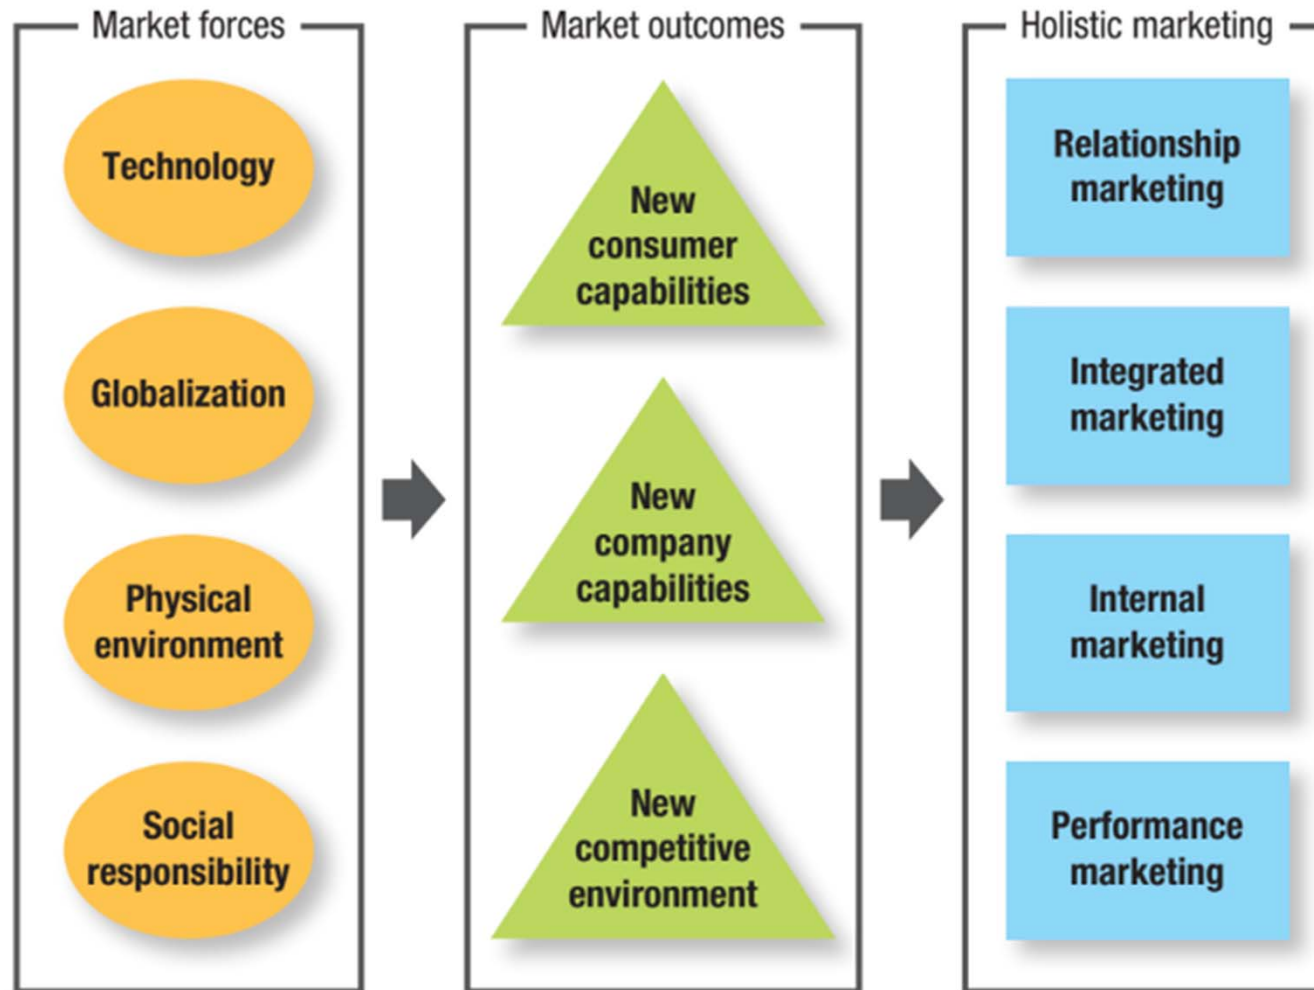 Market forces
Technology
Globalization
Physical
environment
Social
responsibility
Market outcomes
New
consumer
capabilities
New
company
capabilities
New
competitive
environment
Holistic marketing
Relationship
marketing
Integrated
marketing
Internal
marketing
Performance
marketing